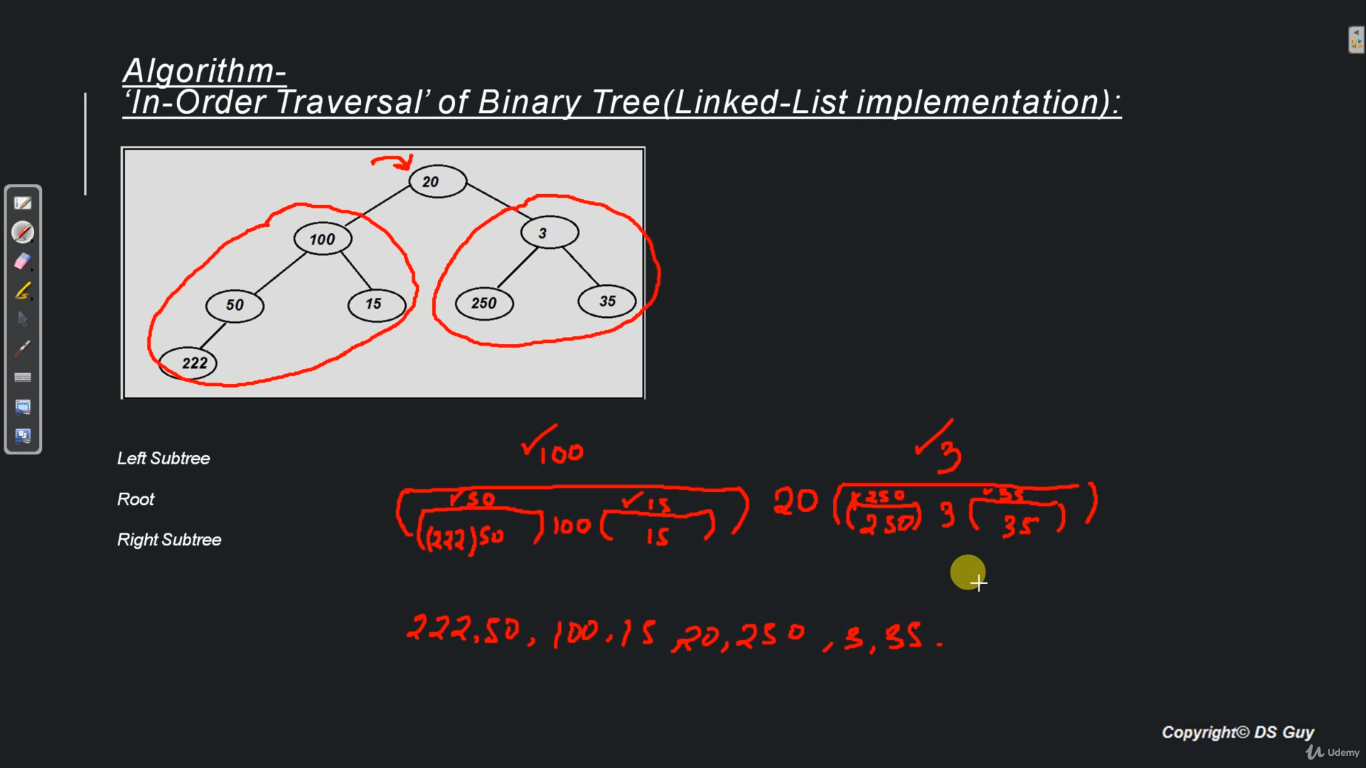 Algorithm-
‘In-Order Traversal’ of Binary Tree(Linked-List implementation):
20
100
3
50
15
250
35
222
Left Subtree
Root
Right Subtree
✓100
✓3
✓50
✓15
✓250
✓35
(((222)50)100(15)) 20 ((250) 3 (35))
222,50, 100,15,20,250,3,35.
Copyright© DS Guy
Udemy